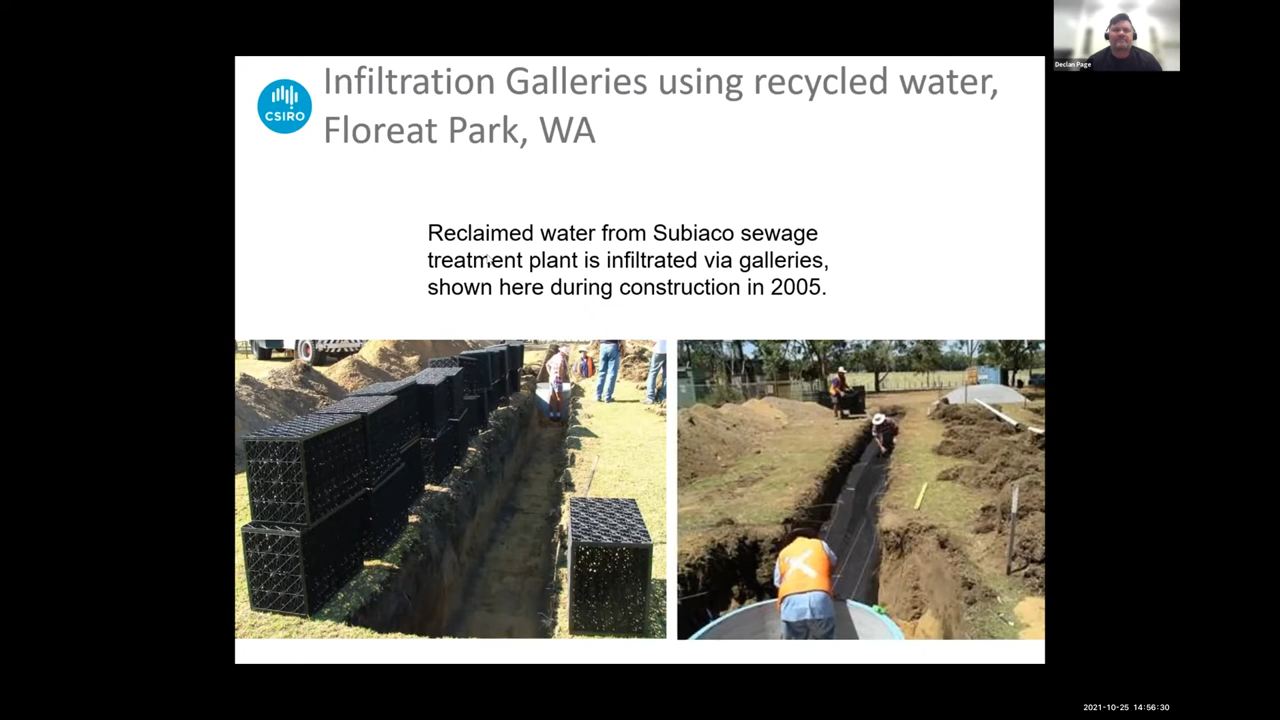 Infiltration Galleries using recycled water,
Floreat Park, WA
CSIRO
Reclaimed water from Subiaco sewage
treatment plant is infiltrated via galleries,
shown here during construction in 2005.
Declan Page
2021-10-25 14:56:30